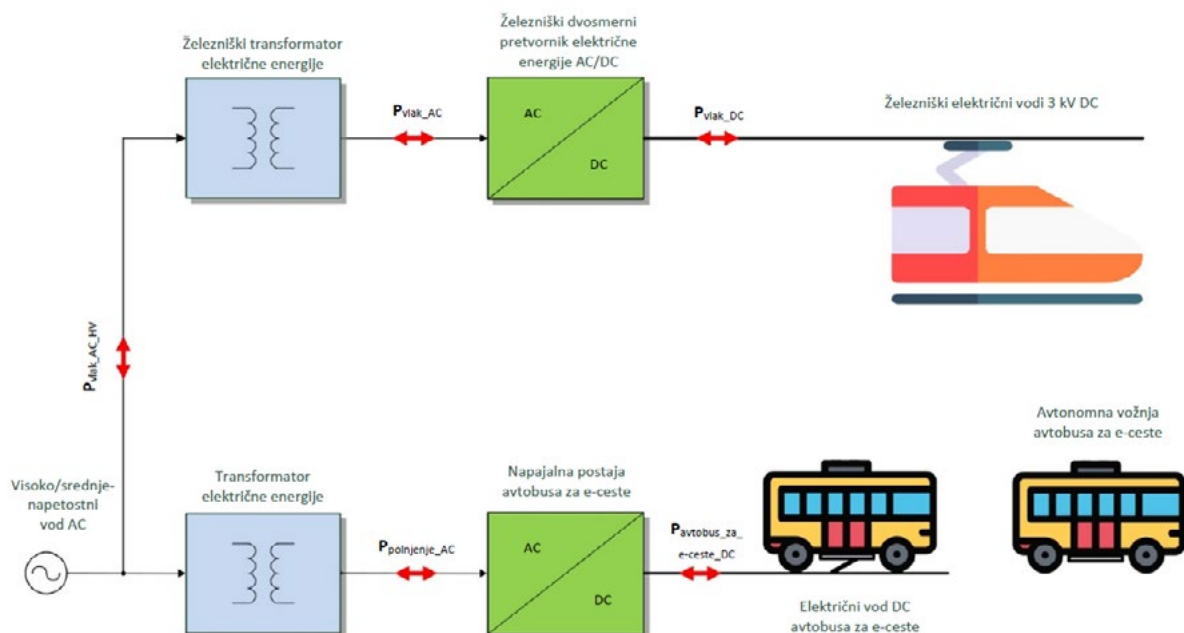 Železniški transformator
električne energije
Železniški dvosmerni
pretvornik električne
energije AC/DC
Pvlak_AC
AC
DC
Pvlak_DC
Železniški električni vodi 3 kV DC
Pvlak_AC_HV
Visoko/srednje-
napetostni
vod AC
Transformator
električne energije
Ppolnjenje_AC
Napajalna postaja
avtobusa za e-ceste
AC
DC
Pavtobus_za_
e-ceste_DC
Avtonomna vožnja
avtobusa za e-ceste
Električni vod DC
avtobusa za e-ceste